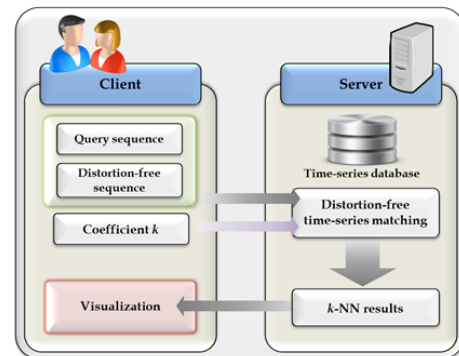 Client
Server
Query sequence
Distortion-free
sequence
Coefficient k
Visualization
Time-series database
Distortion-free
time-series matching
k-NN results